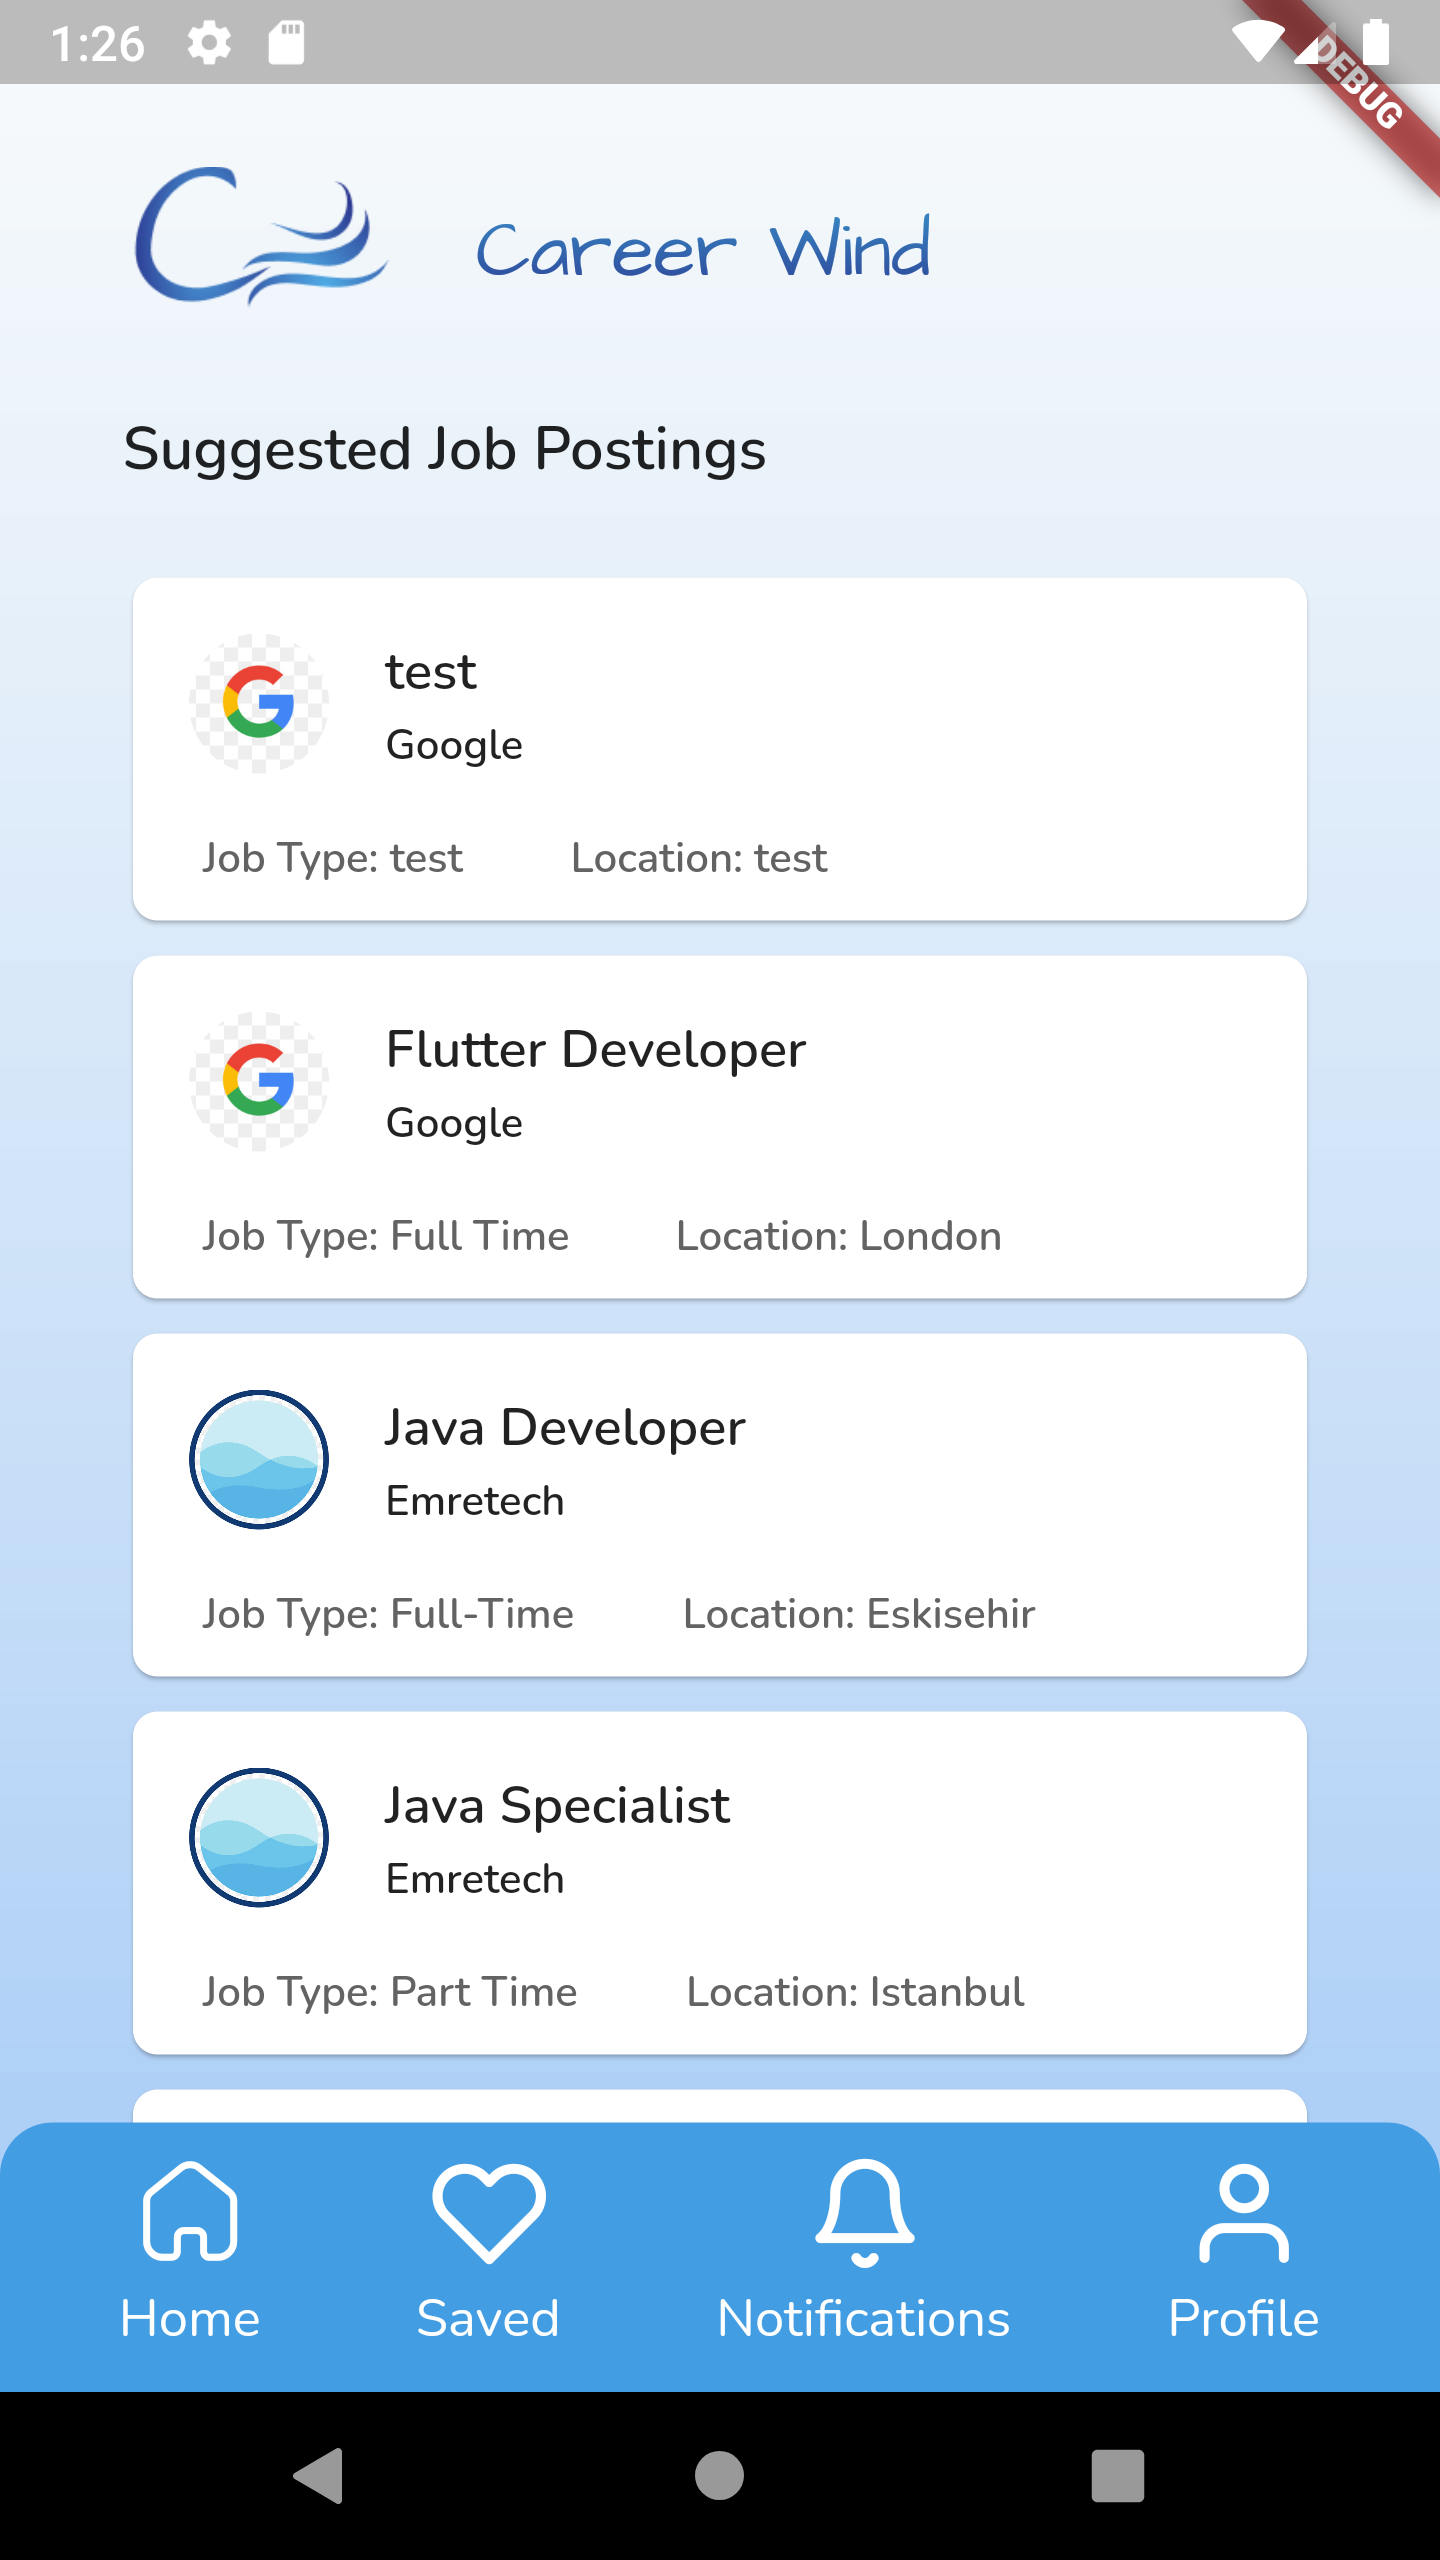 1:26
DEBUG
Career Wind
Suggested Job Postings
test
Google
Job Type: test Location: test
Flutter Developer
Google
Job Type: Full Time Location: London
Java Developer
Emretech
Job Type: Full-Time Location: Eskisehir
Java Specialist
Emretech
Job Type: Part Time Location: Istanbul
Home Saved Notifications Profile